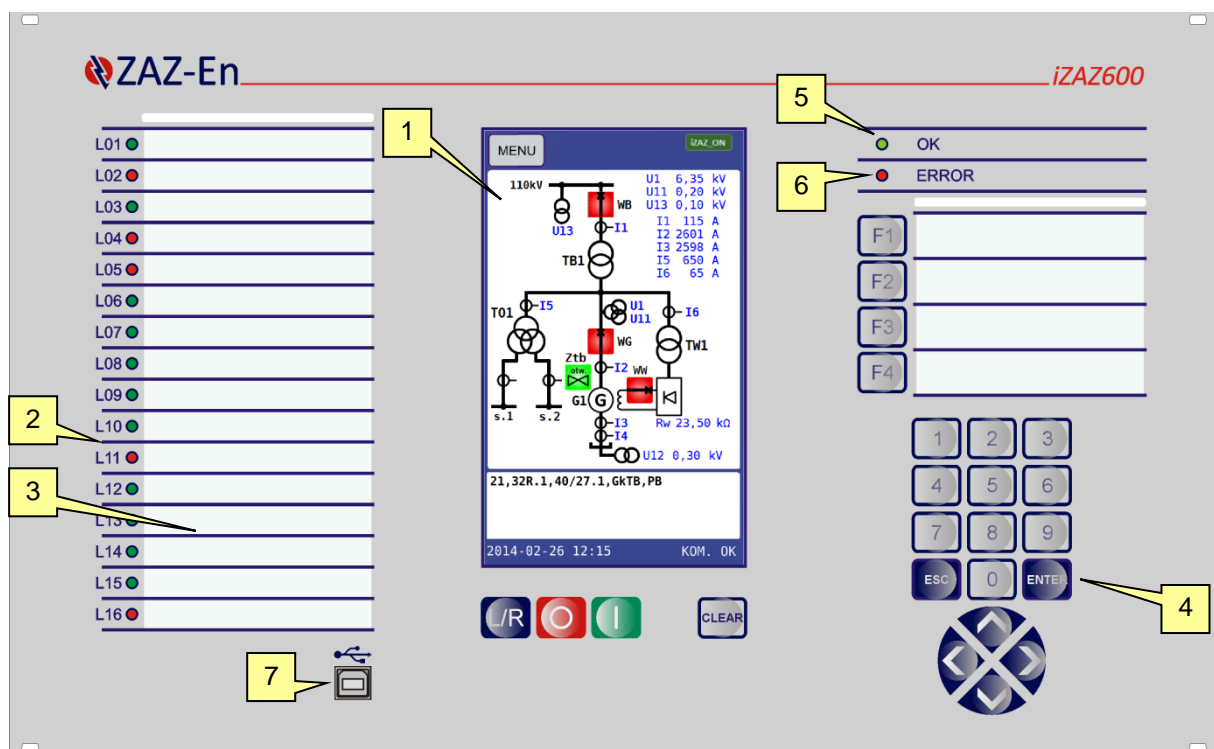 ZAZ-En
iZAZ600
1
2
3
4
5
6
7
L01
L02
L03
L04
L05
L06
L07
L08
L09
L10
L11
L12
L13
L14
L15
L16
MENU
iZAZ_ON
110kV
U1 6,35 kV
U11 0,20 kV
U13 0,10 kV
I1 115 A
I2 2601 A
I3 2598 A
I5 650 A
I6 65 A
WB
U13
I1
TB1
TO1
I5
U1
U11
I6
WG
TW1
Ztb
otw
I2
WW
G1
G
s.1
s.2
I3
I4
Rw 23,50 kΩ
U12 0,30 kV
21,32R.1,40/27.1,GkTB,PB
2014-02-26 12:15 KOM. OK
L/R
CLEAR
OK
ERROR
F1
F2
F3
F4
1 2 3
4 5 6
7 8 9
ESC 0 ENTER